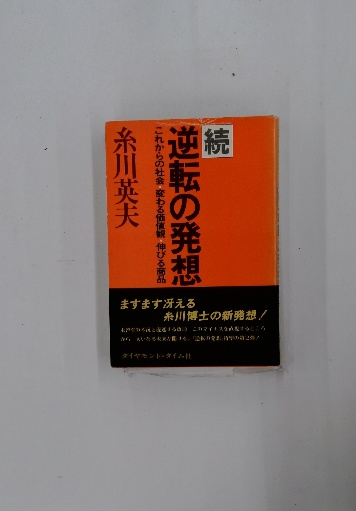 続
逆転の発想
これからの社会・変わる価値観・伸びる商品
糸川英夫
ますます冴える
糸川博士の新発想！
ダイヤモンド・タイム社